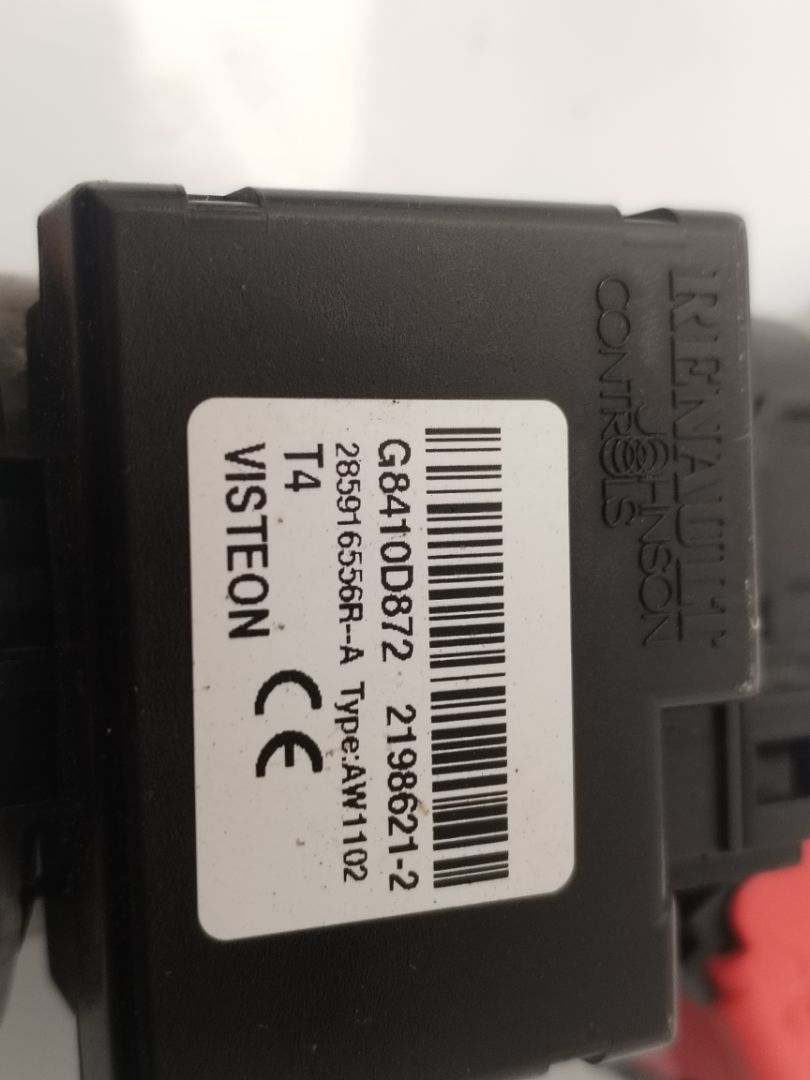 RENAULT
JOHNSON
CONTROLS
G8410D872 2198621-2
285916556R--A Type:AW1102
T4
VISTEON CE